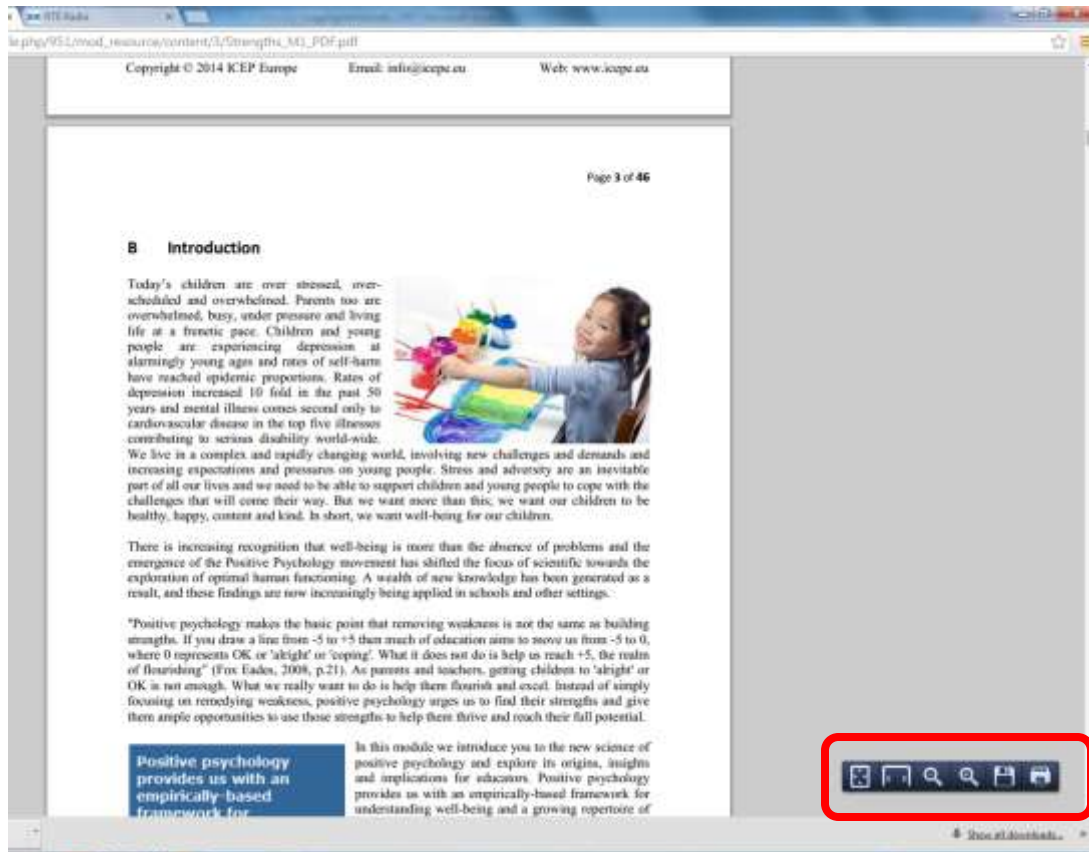 RTE Radio
le.php/951/mod_resource/content/3/Strengths_M1_PDF.pdf
Copyright © 2014 ICEP Europe Email: info@icepe.eu Web: www.icepe.eu
Page 3 of 46
B Introduction
Today's children are over stressed, over-
scheduled and overwhelmed. Parents too are
overwhelmed, busy, under pressure and living
life at a frenetic pace. Children and young
people are experiencing depression at
alarmingly young ages and rates of self-harm
have reached epidemic proportions. Rates of
depression increased 10 fold in the past 50
years and mental illness comes second only to
cardiovascular disease in the top five illnesses
contributing to serious disability world-wide.
We live in a complex and rapidly changing world, involving new challenges and demands and
increasing expectations and pressures on young people. Stress and adversity are an inevitable
part of all our lives and we need to be able to support children and young people to cope with the
challenges that will come their way. But we want more than this; we want our children to be
healthy, happy, content and kind. In short, we want well-being for our children.
There is increasing recognition that well-being is more than the absence of problems and the
emergence of the Positive Psychology movement has shifted the focus of scientific towards the
exploration of optimal human functioning. A wealth of new knowledge has been generated as a
result, and these findings are now increasingly being applied in schools and other settings.
"Positive psychology makes the basic point that removing weakness is not the same as building
strengths. If you draw a line from -5 to +5 then much of education aims to move us from -5 to 0,
where 0 represents OK or 'alright' or 'coping'. What it does not do is help us reach +5, the realm
of flourishing" (Fox Eades, 2008, p.21). As parents and teachers, getting children to 'alright' or
OK is not enough. What we really want to do is help them flourish and excel. Instead of simply
focusing on remedying weakness, positive psychology urges us to find their strengths and give
them ample opportunities to use those strengths to help them thrive and reach their full potential.
Positive psychology
provides us with an
empirically-based
framework for
In this module we introduce you to the new science of
positive psychology and explore its origins, insights
and implications for educators. Positive psychology
provides us with an empirically-based framework for
understanding well-being and a growing repertoire of
Show all downloads...